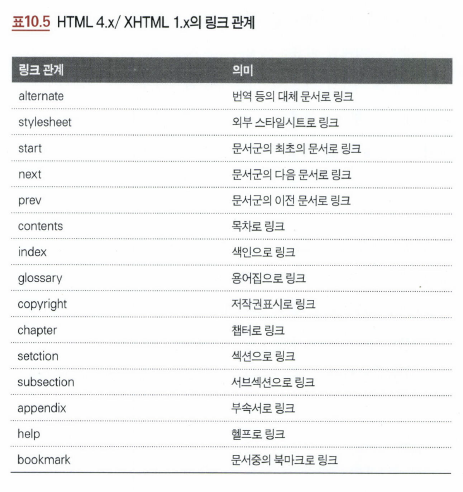 표10.5 HTML 4.x/ XHTML 1.x의 링크 관계
링크 관계 의미
alternate 번역 등의 대체 문서로 링크
stylesheet 외부 스타일시트로 링크
start 문서군의 최초의 문서로 링크
next 문서군의 다음 문서로 링크
prev 문서군의 이전 문서로 링크
contents 목차로 링크
index 색인으로 링크
glossary 용어집으로 링크
copyright 저작권표시로 링크
chapter 챕터로 링크
setction 섹션으로 링크
subsection 서브섹션으로 링크
appendix 부속서로 링크
help 헬프로 링크
bookmark 문서중의 북마크로 링크